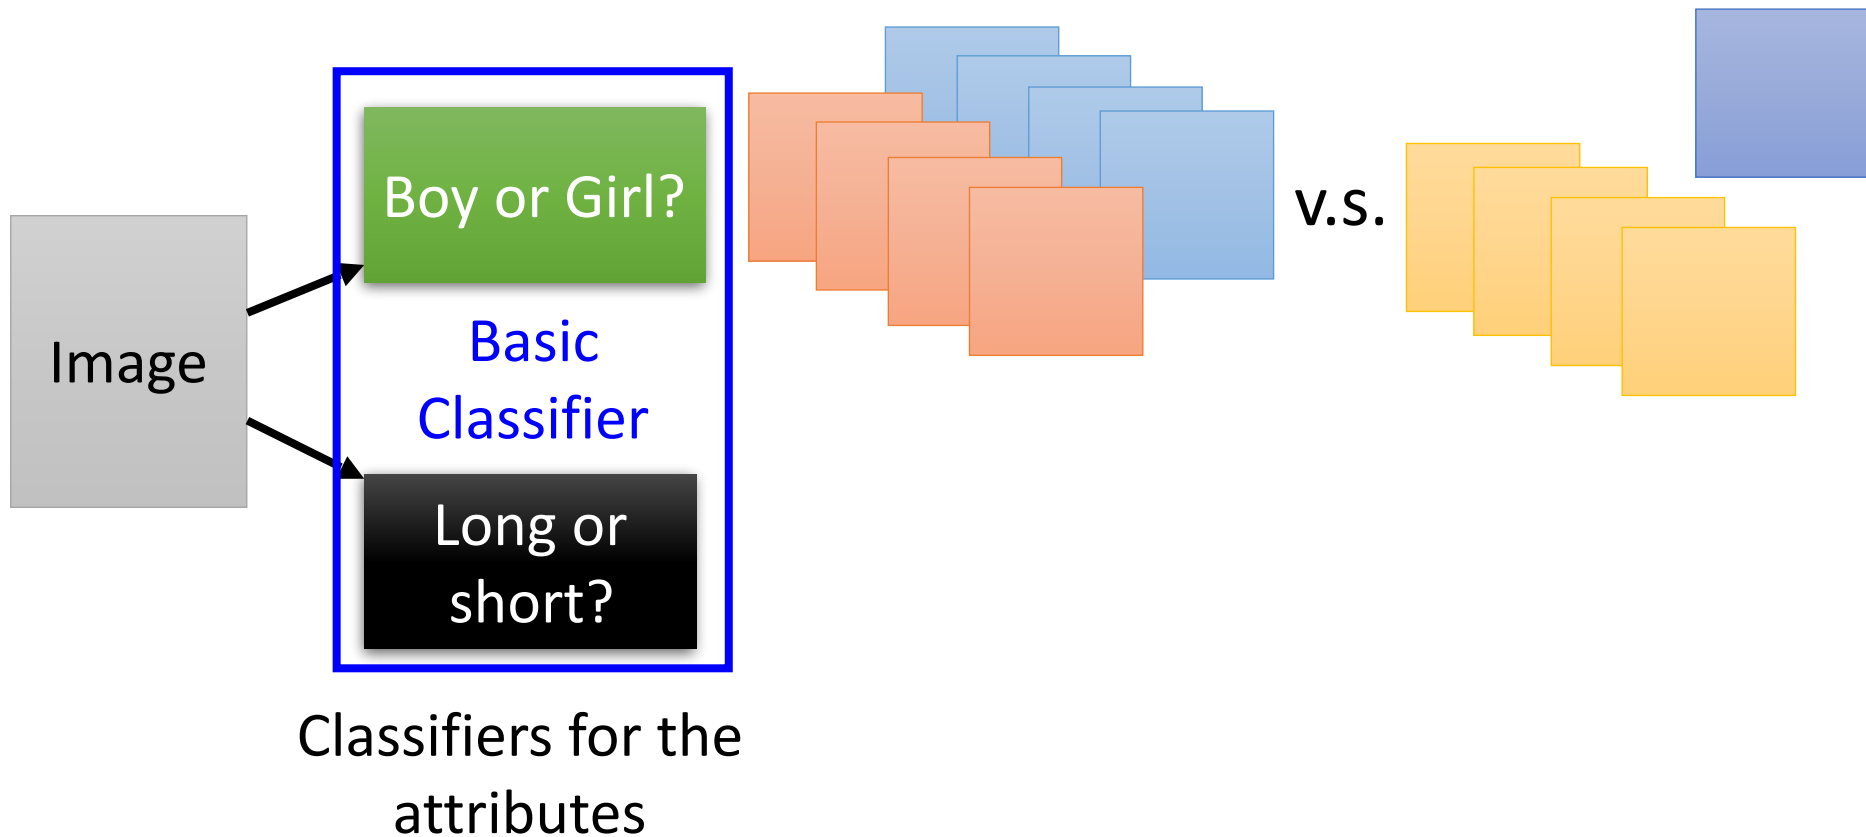 Image
Boy or Girl?
Basic
Classifier
Long or
short?
Classifiers for the
attributes
v.s.